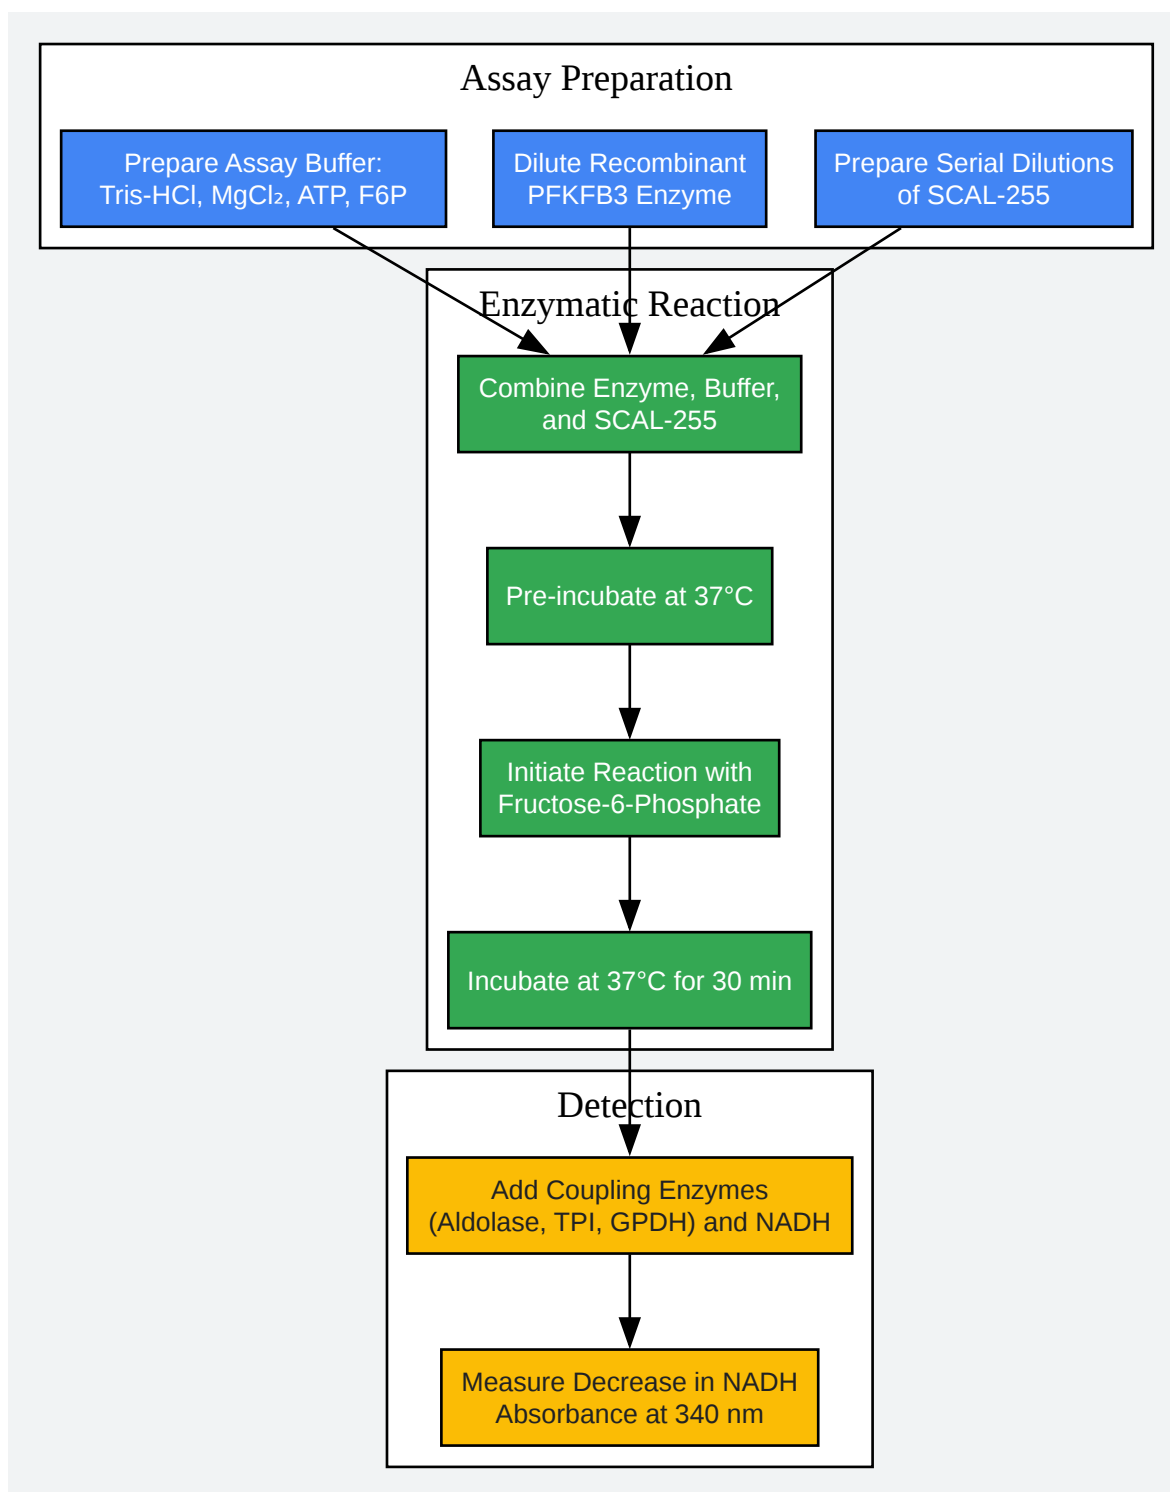 Assay Preparation
Prepare Assay Buffer:
Tris-HCl, MgCl₂, ATP, F6P
Dilute Recombinant
PFKFB3 Enzyme
Prepare Serial Dilutions
of SCAL-255
Enzymatic Reaction
Combine Enzyme, Buffer,
and SCAL-255
Pre-incubate at 37°C
Initiate Reaction with
Fructose-6-Phosphate
Incubate at 37°C for 30 min
Detection
Add Coupling Enzymes
(Aldolase, TPI, GPDH) and NADH
Measure Decrease in NADH
Absorbance at 340 nm